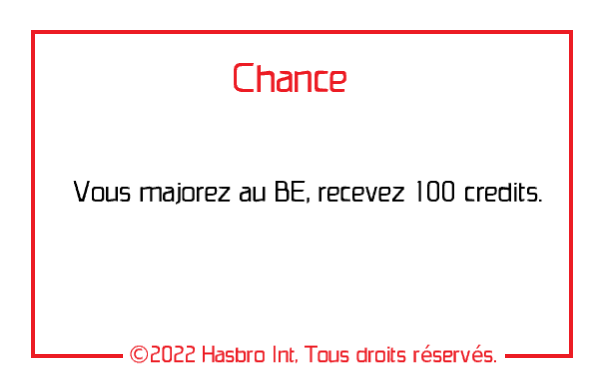 Chance
Vous majorez au BE, recevez 100 credits.
©2022 Hasbro Int. Tous droits réservés.